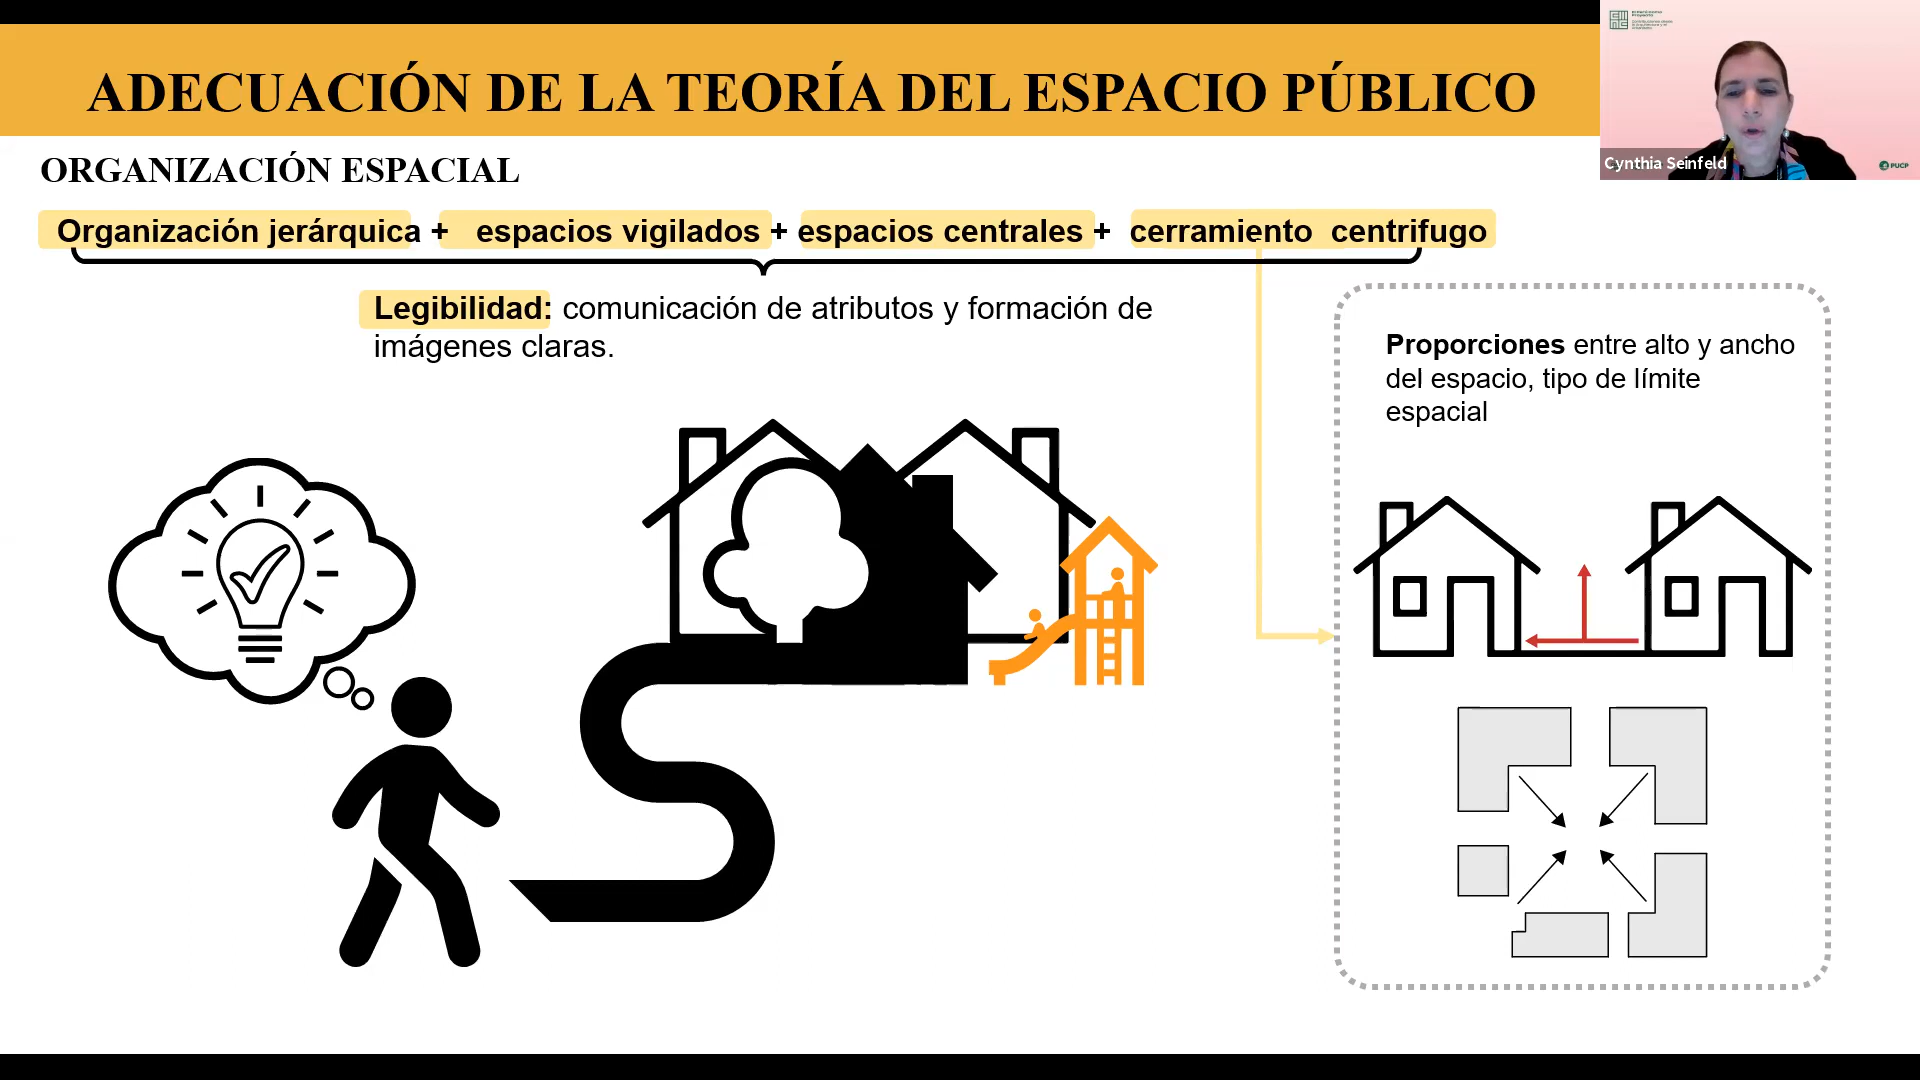 ADECUACIÓN DE LA TEORÍA DEL ESPACIO PÚBLICO
Cynthia Seinfeld
PUCP
ORGANIZACIÓN ESPACIAL
Organización jerárquica + espacios vigilados + espacios centrales + cerramiento centrifugo
Legibilidad: comunicación de atributos y formación de
imágenes claras.
Proporciones entre alto y ancho
del espacio, tipo de límite
espacial